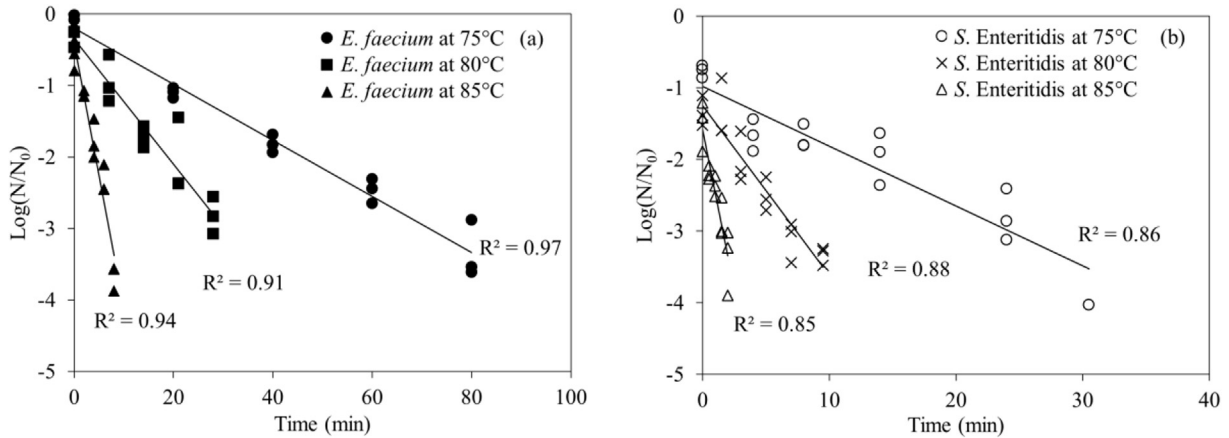 E. faecium at 75°C (a)
E. faecium at 80°C
E. faecium at 85°C
0
-1
-2
-3
-4
-5
Log(N/N0)
R² = 0.97
R² = 0.91
R² = 0.94
0 20 40 60 80 100
Time (min)
S. Enteritidis at 75°C (b)
S. Enteritidis at 80°C
S. Enteritidis at 85°C
0
-1
-2
-3
-4
-5
Log(N/N0)
R² = 0.86
R² = 0.88
R² = 0.85
0 10 20 30 40
Time (min)